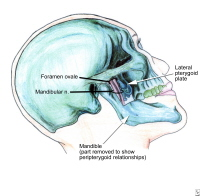 Lateral
pterygoid
plate
Foramen ovale
Mandibular n.
Mandible
(part removed to show
peripterygoid relationships)